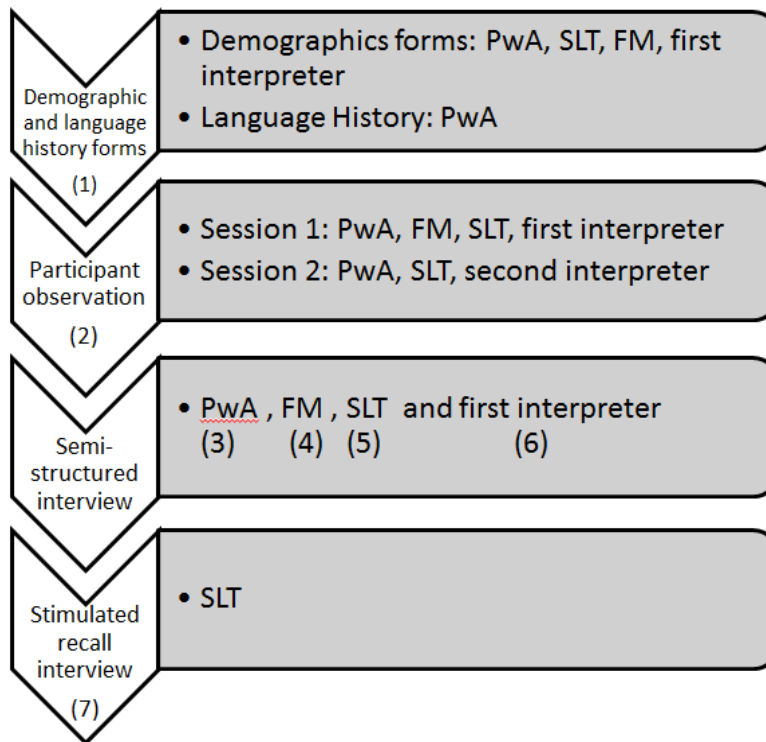 Demographic
and language
history forms
(1)
• Demographics forms: PwA, SLT, FM, first
interpreter
• Language History: PwA
Participant
observation
(2)
• Session 1: PwA, FM, SLT, first interpreter
• Session 2: PwA, SLT, second interpreter
Semi-
structured
interview
• PwA , FM , SLT and first interpreter
(3) (4) (5) (6)
Stimulated
recall
interview
(7)
• SLT